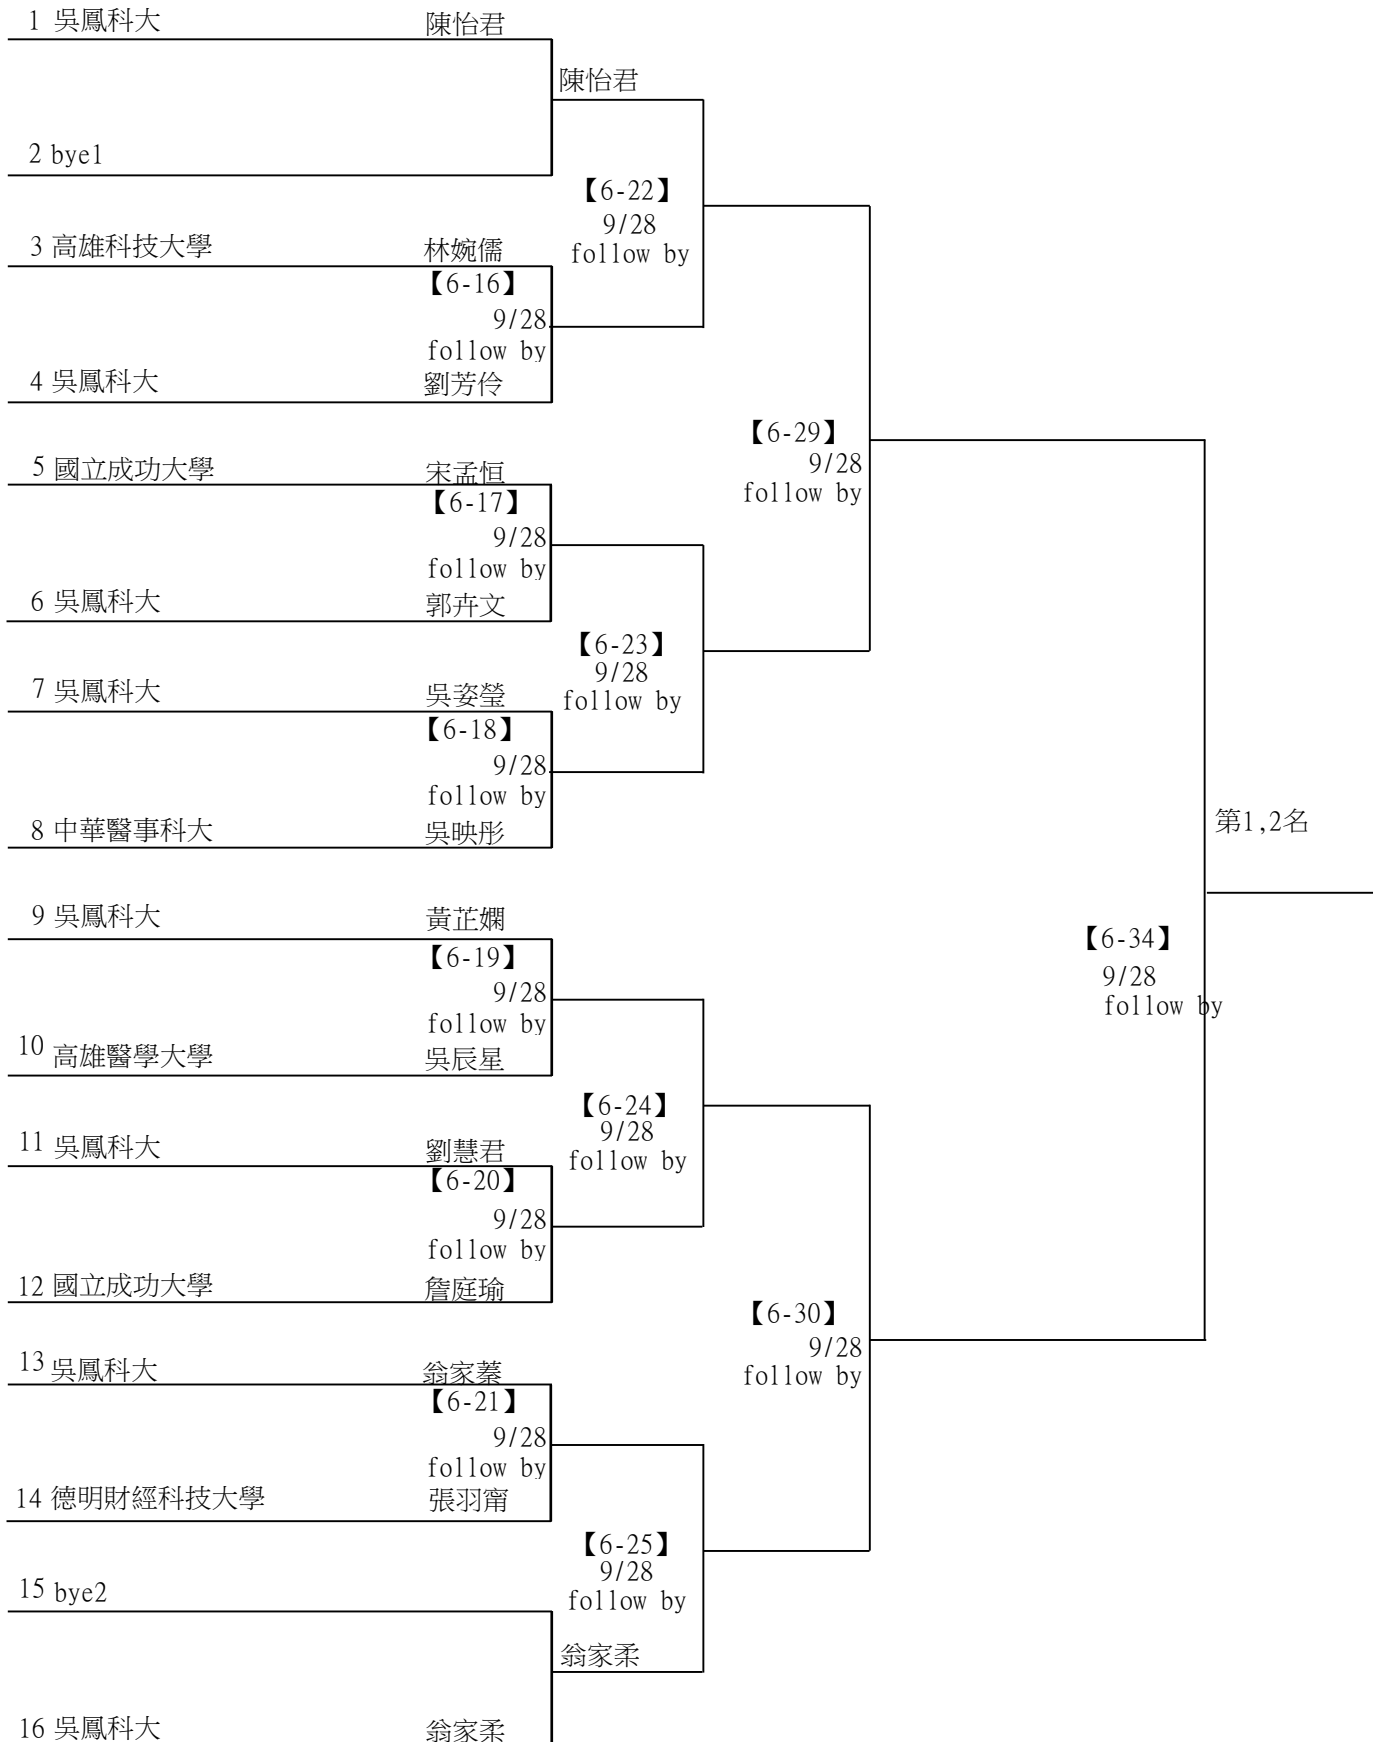 1 吳鳳科大 陳怡君
陳怡君
2 bye1
【6-22】
9/28
follow by
3 高雄科技大學 林婉儒
【6-16】
9/28
follow by
4 吳鳳科大 劉芳伶
【6-29】
9/28
follow by
5 國立成功大學 宋孟恒
【6-17】
9/28
follow by
6 吳鳳科大 郭卉文
【6-23】
9/28
follow by
7 吳鳳科大 吳姿瑩
【6-18】
9/28
follow by
8 中華醫事科大 吳映彤
第1,2名
9 吳鳳科大 黃芷嫻
【6-34】
9/28
follow by
【6-19】
9/28
follow by
10 高雄醫學大學 吳辰星
【6-24】
9/28
follow by
11 吳鳳科大 劉慧君
【6-20】
9/28
follow by
12 國立成功大學 詹庭瑜
【6-30】
9/28
follow by
13 吳鳳科大 翁家蓁
【6-21】
9/28
follow by
14 德明財經科技大學 張羽甯
【6-25】
9/28
follow by
15 bye2
翁家柔
16 吳鳳科大 翁家柔